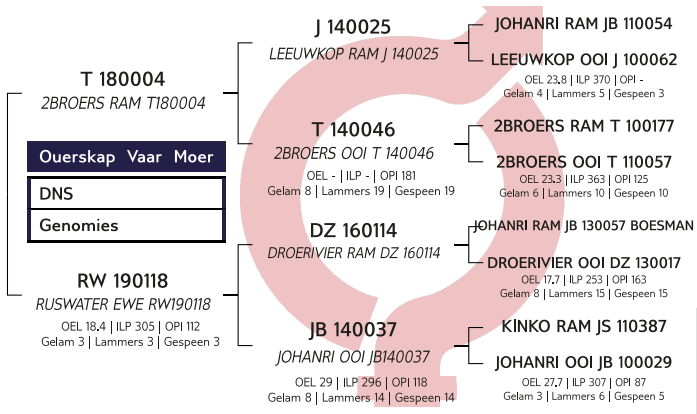 T 180004
2BROERS RAM T180004
Ouerskap Vaar Moer
DNS
Genomies
RW 190118
RUSWATER EWE RW190118
OEL 18.4 | ILP 305 | OPI 112
Gelam 3 | Lammers 3 | Gespeen 3
J 140025
LEEUWKOP RAM J 140025
T 140046
2BROERS OOI T 140046
OEL - | ILP - | OPI 181
Gelam 8 | Lammers 19 | Gespeen 19
DZ 160114
DROERIVIER RAM DZ 160114
JB 140037
JOHANRI OOI JB140037
OEL 29 | ILP 296 | OPI 118
Gelam 8 | Lammers 14 | Gespeen 14
JOHANRI RAM JB 110054
LEEUWKOP OOI J 100062
OEL 23.8 | ILP 370 | OPI -
Gelam 4 | Lammers 5 | Gespeen 3
2BROERS RAM T 100177
2BROERS OOI T 110057
OEL 23.3 | ILP 363 | OPI 125
Gelam 6 | Lammers 10 | Gespeen 10
JOHANRI RAM JB 130057 BOESMAN
DROERIVIER OOI DZ 130017
OEL 17.7 | ILP 253 | OPI 163
Gelam 8 | Lammers 15 | Gespeen 15
KINKO RAM JS 110387
JOHANRI OOI JB 100029
OEL 27.7 | ILP 307 | OPI 87
Gelam 3 | Lammers 6 | Gespeen 5